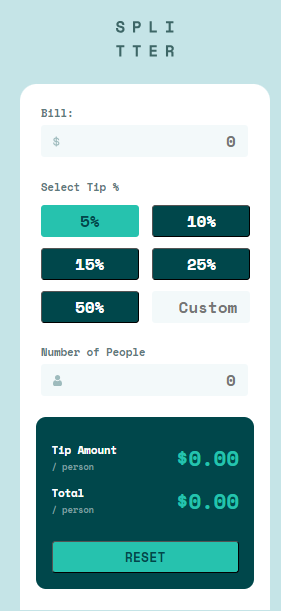 SPLI
TTER
Bill:
$ 0
Select Tip %
5% 10%
15% 25%
50% Custom
Number of People
0
Tip Amount
/ person
$0.00
Total
/ person
$0.00
RESET